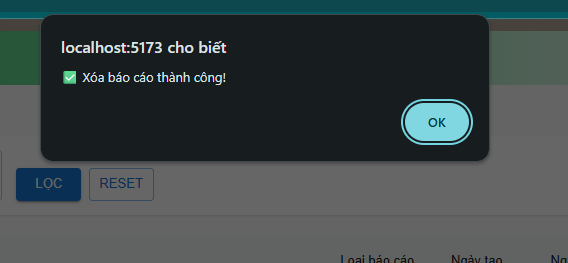 localhost:5173 cho biết
✅ Xóa báo cáo thành công!
OK
LỌC
RESET
Loại báo cáo Ngày tạo